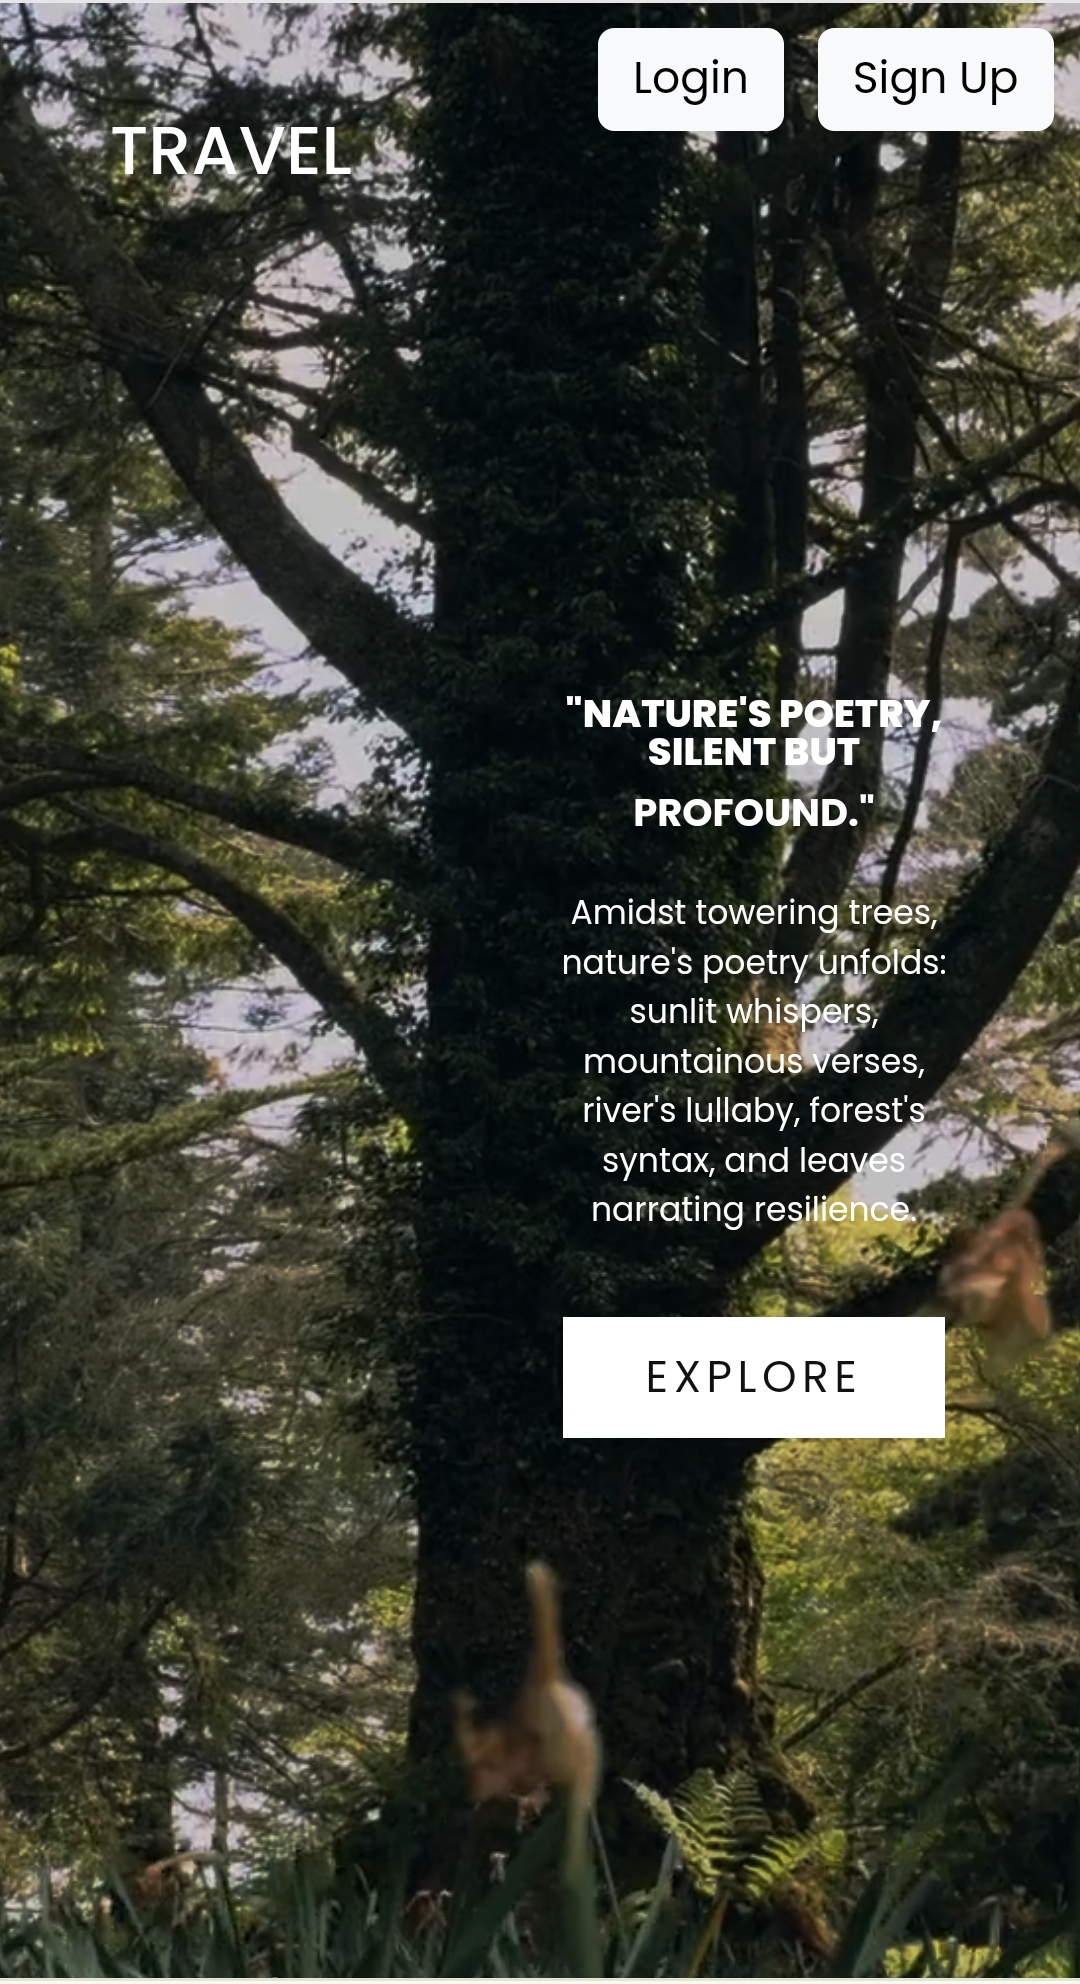 Login
Sign Up
TRAVEL
"NATURE'S POETRY,
SILENT BUT
PROFOUND."
Amidst towering trees,
nature's poetry unfolds:
sunlit whispers,
mountainous verses,
river's lullaby, forest's
syntax, and leaves
narrating resilience.
EXPLORE